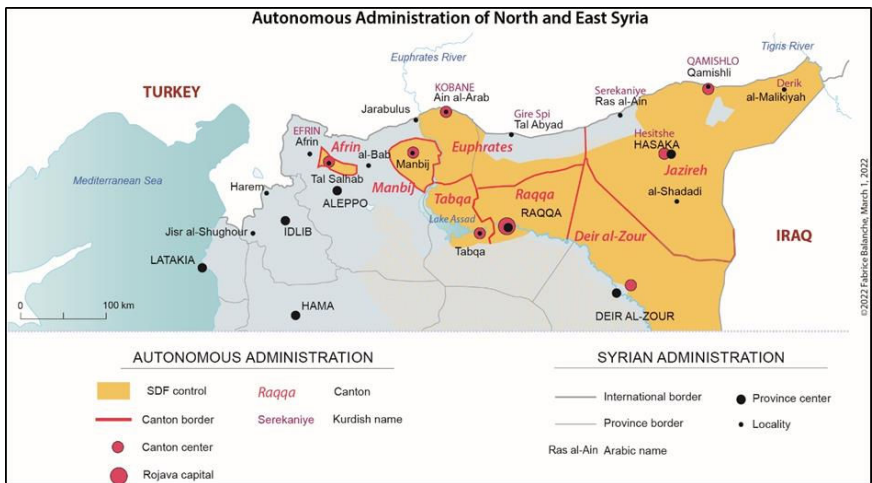 Autonomous Administration of North and East Syria
Euphrates River
Tigris River
TURKEY
KOBANE
Ain al-Arab
QAMISHLO
Qamishli
Derik
al-Malikiyah
Serekaniye
Ras al-Ain
Jarabulus
Gire Spi
Tal Abyad
EFRIN
Afrin
Afrin
al-Bab
Manbij
Euphrates
Hesitshe
HASAKA
Jazireh
Mediterranean Sea
Harem
Tal Salhab
ALEPPO
Manbij
Tabqa
Raqqa
al-Shadadi
Lake Assad
RAQQA
IDLIB
Jisr al-Shughour
Tabqa
Deir al-Zour
IRAQ
LATAKIA
0
100 km
HAMA
DEIR AL-ZOUR
©2022 Fabrice Balanche, March 1, 2022
AUTONOMOUS ADMINISTRATION
SDF control
Canton border
Canton center
Rojava capital
Raqqa
Canton
Serekaniye
Kurdish name
SYRIAN ADMINISTRATION
International border
Province border
Ras al-Ain
Arabic name
Province center
Locality